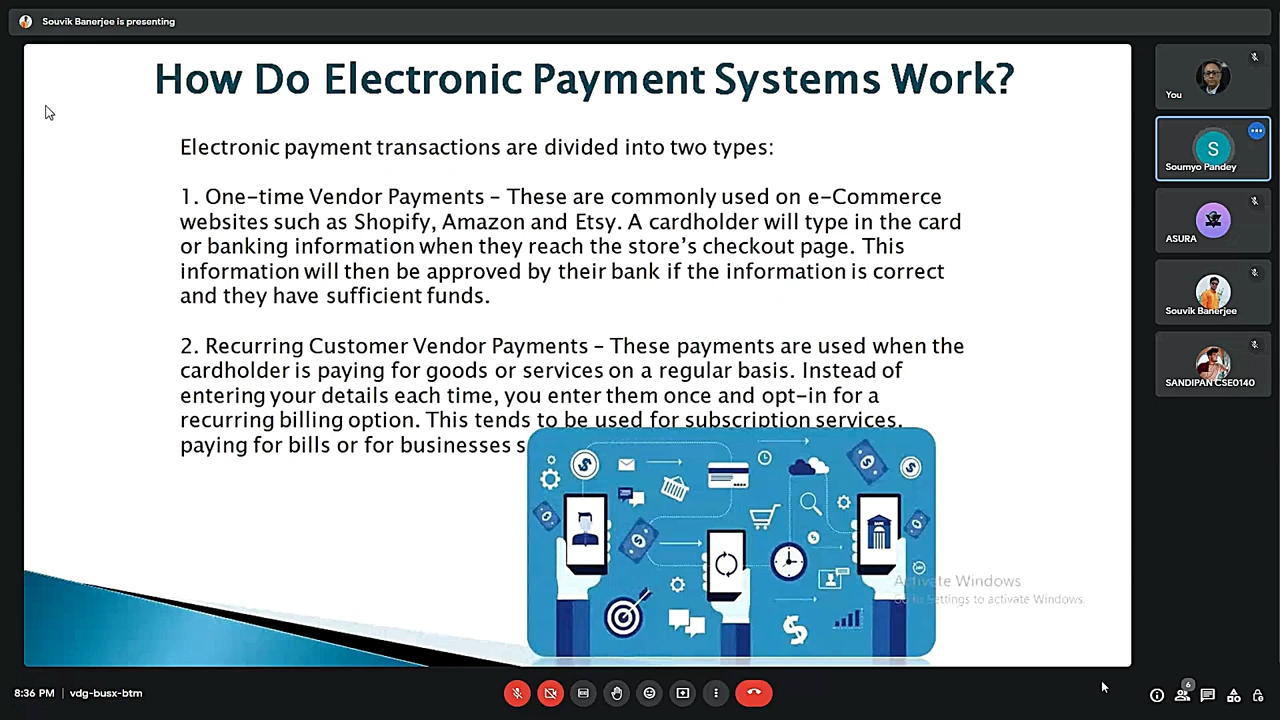 Souvik Banerjee is presenting
How Do Electronic Payment Systems Work?
Electronic payment transactions are divided into two types:
1. One-time Vendor Payments – These are commonly used on e-Commerce
websites such as Shopify, Amazon and Etsy. A cardholder will type in the card
or banking information when they reach the store's checkout page. This
information will then be approved by their bank if the information is correct
and they have sufficient funds.
2. Recurring Customer Vendor Payments – These payments are used when the
cardholder is paying for goods or services on a regular basis. Instead of
entering your details each time, you enter them once and opt-in for a
recurring billing option. This tends to be used for subscription services,
paying for bills or for businesses s
BANK
Activate Windows
Go to Settings to activate Windows.
You
S
Soumyo Pandey
ASURA
Souvik Banerjee
SANDIPAN CSE0140
8:36 PM | vdg-busx-btm
6